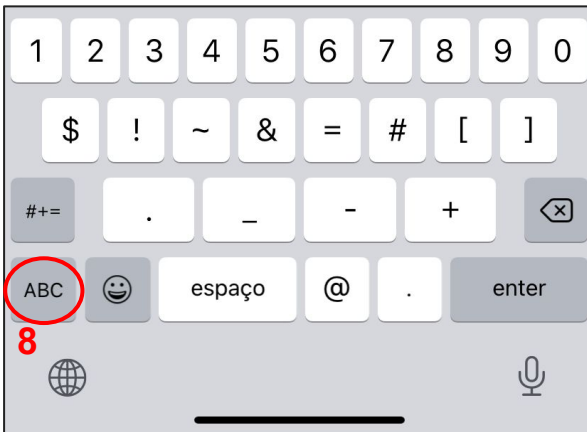 1 2 3 4 5 6 7 8 9 0
$ ! ~ & = # [ ]
#+= . _ - +
ABC espaço @ . enter
8